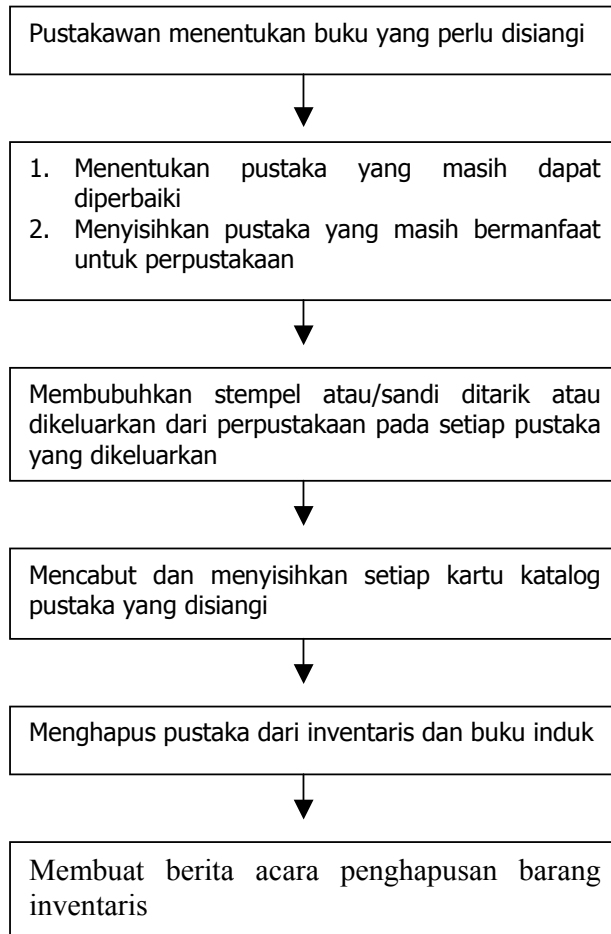 Pustakawan menentukan buku yang perlu disiangi
1. Menentukan pustaka yang masih dapat
diperbaiki
2. Menyisihkan pustaka yang masih bermanfaat
untuk perpustakaan
Membubuhkan stempel atau/sandi ditarik atau
dikeluarkan dari perpustakaan pada setiap pustaka
yang dikeluarkan
Mencabut dan menyisihkan setiap kartu katalog
pustaka yang disiangi
Menghapus pustaka dari inventaris dan buku induk
Membuat berita acara penghapusan barang
inventaris